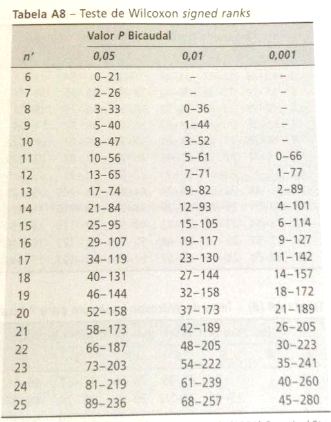 Tabela A8 – Teste de Wilcoxon signed ranks
Valor P Bicaudal
n' 0,05 0,01 0,001
6 0–21 – –
7 2–26 – –
8 3–33 0–36 –
9 5–40 1–44 –
10 8–47 3–52 –
11 10–56 5–61 0–66
12 13–65 7–71 1–77
13 17–74 9–82 2–89
14 21–84 12–93 4–101
15 25–95 15–105 6–114
16 29–107 19–117 9–127
17 34–119 23–130 11–142
18 40–131 27–144 14–157
19 46–144 32–158 18–172
20 52–158 37–173 21–189
21 58–173 42–189 26–205
22 66–187 48–205 30–223
23 73–203 54–222 35–241
24 81–219 61–239 40–260
25 89–236 68–257 45–280